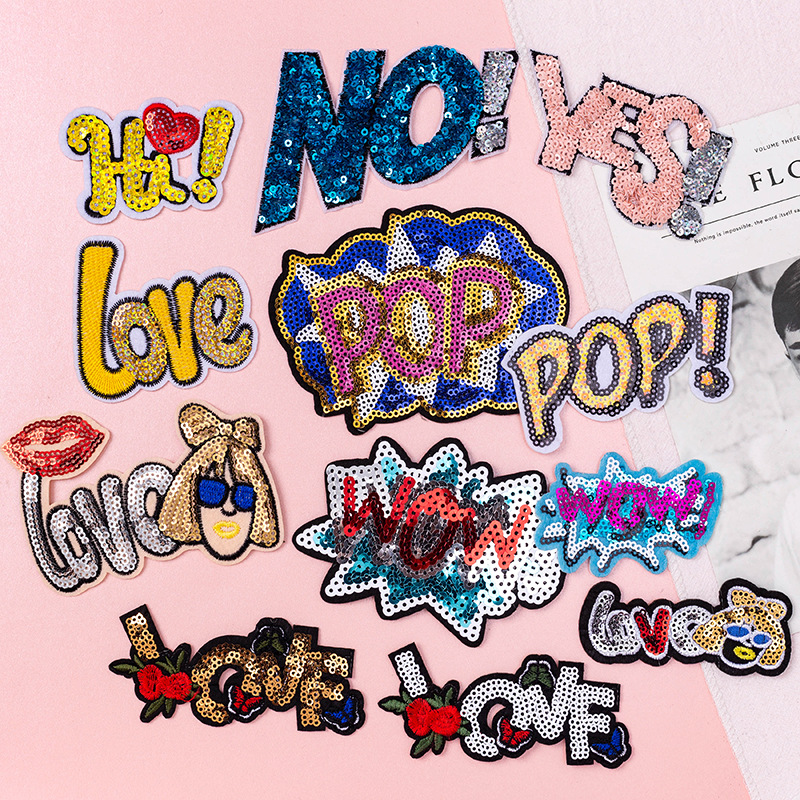 Hi!
NO!
YES!
VOLUME THREE
E FLO
Nothing is impossible, the word itself sa
love
POP
POP!
love
WOW
WOW!
love
I LOVE
I LOVE